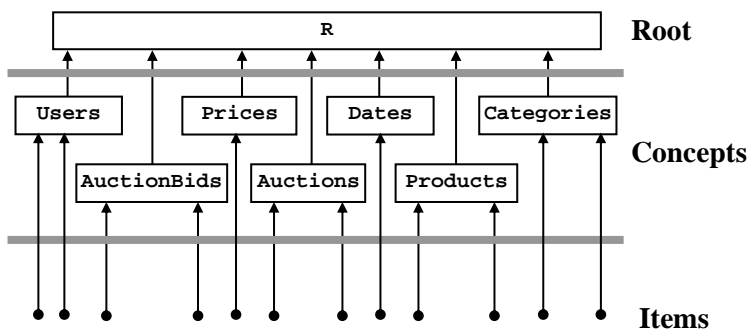 R
Root
Users
Prices
Dates
Categories
Concepts
AuctionBids
Auctions
Products
Items